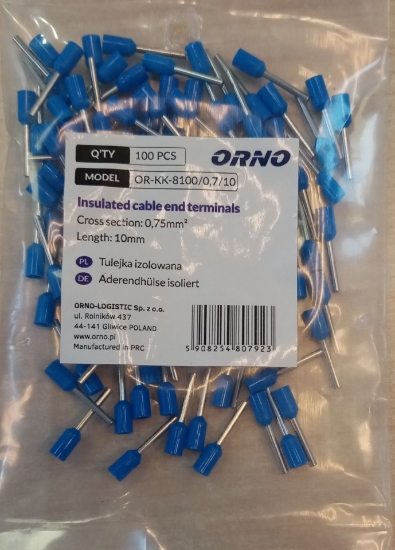 Q'TY 100 PCS ORNO
MODEL OR-KK-8100/0,7/10
Insulated cable end terminals
Cross section: 0,75mm²
Length: 10mm
PL Tulejka izolowana
DE Aderendhülse isoliert
ORNO-LOGISTIC Sp. z o.o.
ul. Rolników 437
44-141 Gliwice POLAND
www.orno.pl
Manufactured in PRC
5 908254 807923